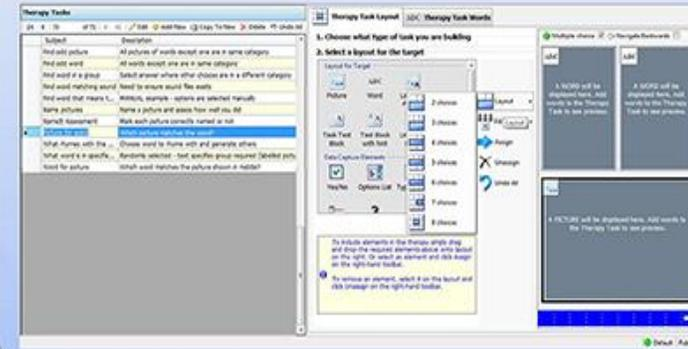 Therapy Tasks
of 71
Edit Add New Copy To New Delete Undo All
Subject Description
Find odd picture All pictures of words except one are in same category
Find odd word All words except one are in same category
Find word in a group Select answer where other choices are in a different category
Find word matching sound Need to ensure sound files exists
Find word that means t...
Name pictures Name a picture and assess how well you did
Mark each picture correctly named or not
Picture for word Which picture matches the word?
What rhymes with the ... Choose word to rhyme with and generate others
What word is in specific... Randomly selected - text specifies group required
Word for picture Which word matches the picture shown in middle?
Therapy Task Layout ABC Therapy Task Words
1. Choose what type of task you are building
2. Select a layout for the target
Layout for Target
ABC
Picture Word
Task Text Block Text Block with font
Data Capture Elements
Yes/No Options List
2 choices
3 choices
4 choices
5 choices
6 choices
7 choices
8 choices
Layout
Layout
Assign
Unassign
Undo All
To include elements in the therapy simply drag
and drop the required elements above onto layout
on the right. Or select an element and click Assign
on the right-hand toolbar.
To remove an element, select it on the layout and
click Unassign on the right-hand toolbar.
Multiple choice Navigate Backwards
ABC
A WORD will be
displayed here. Add
words to the Therapy
Task to see preview.
ABC
A WORD will be
displayed here. Add
words to the Therapy
Task to see preview.
A PICTURE will be displayed here. Add words to
the Therapy Task to see preview.
Default